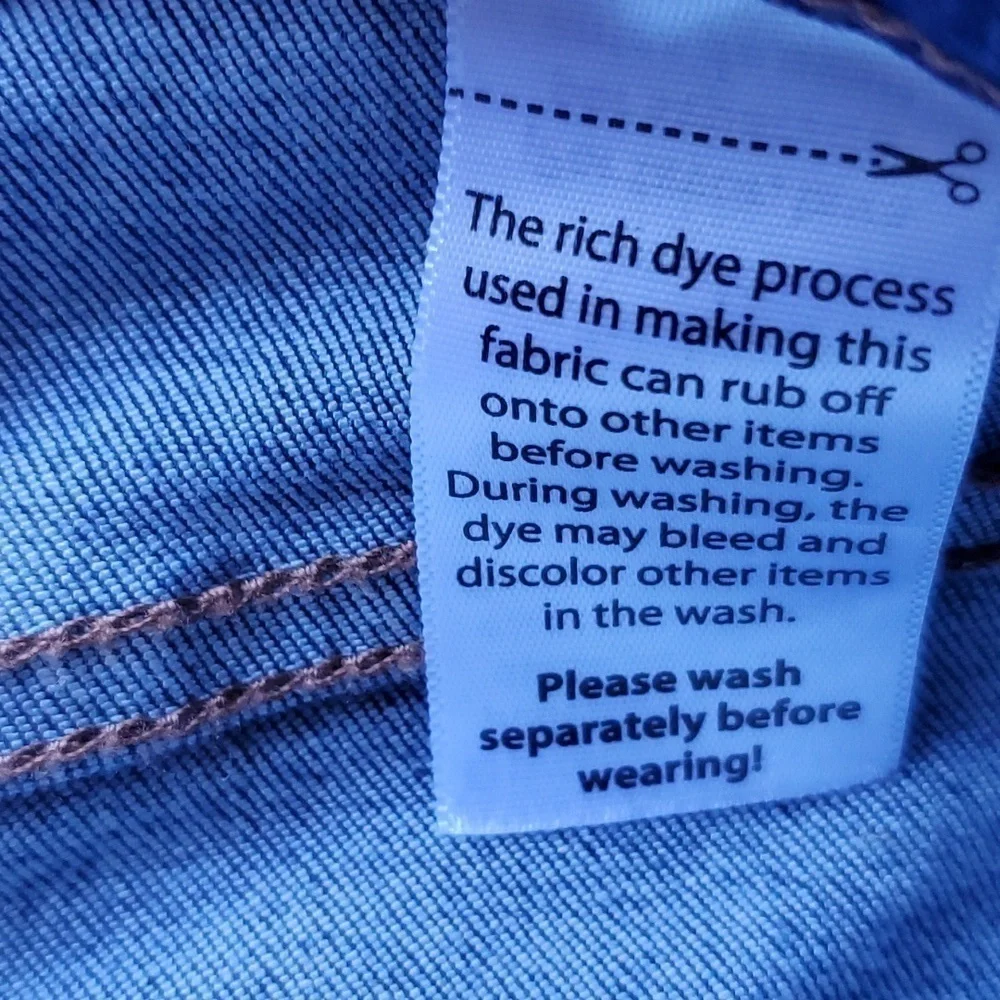 The rich dye process
used in making this
fabric can rub off
onto other items
before washing.
During washing, the
dye may bleed and
discolor other items
in the wash.
Please wash
separately before
wearing!